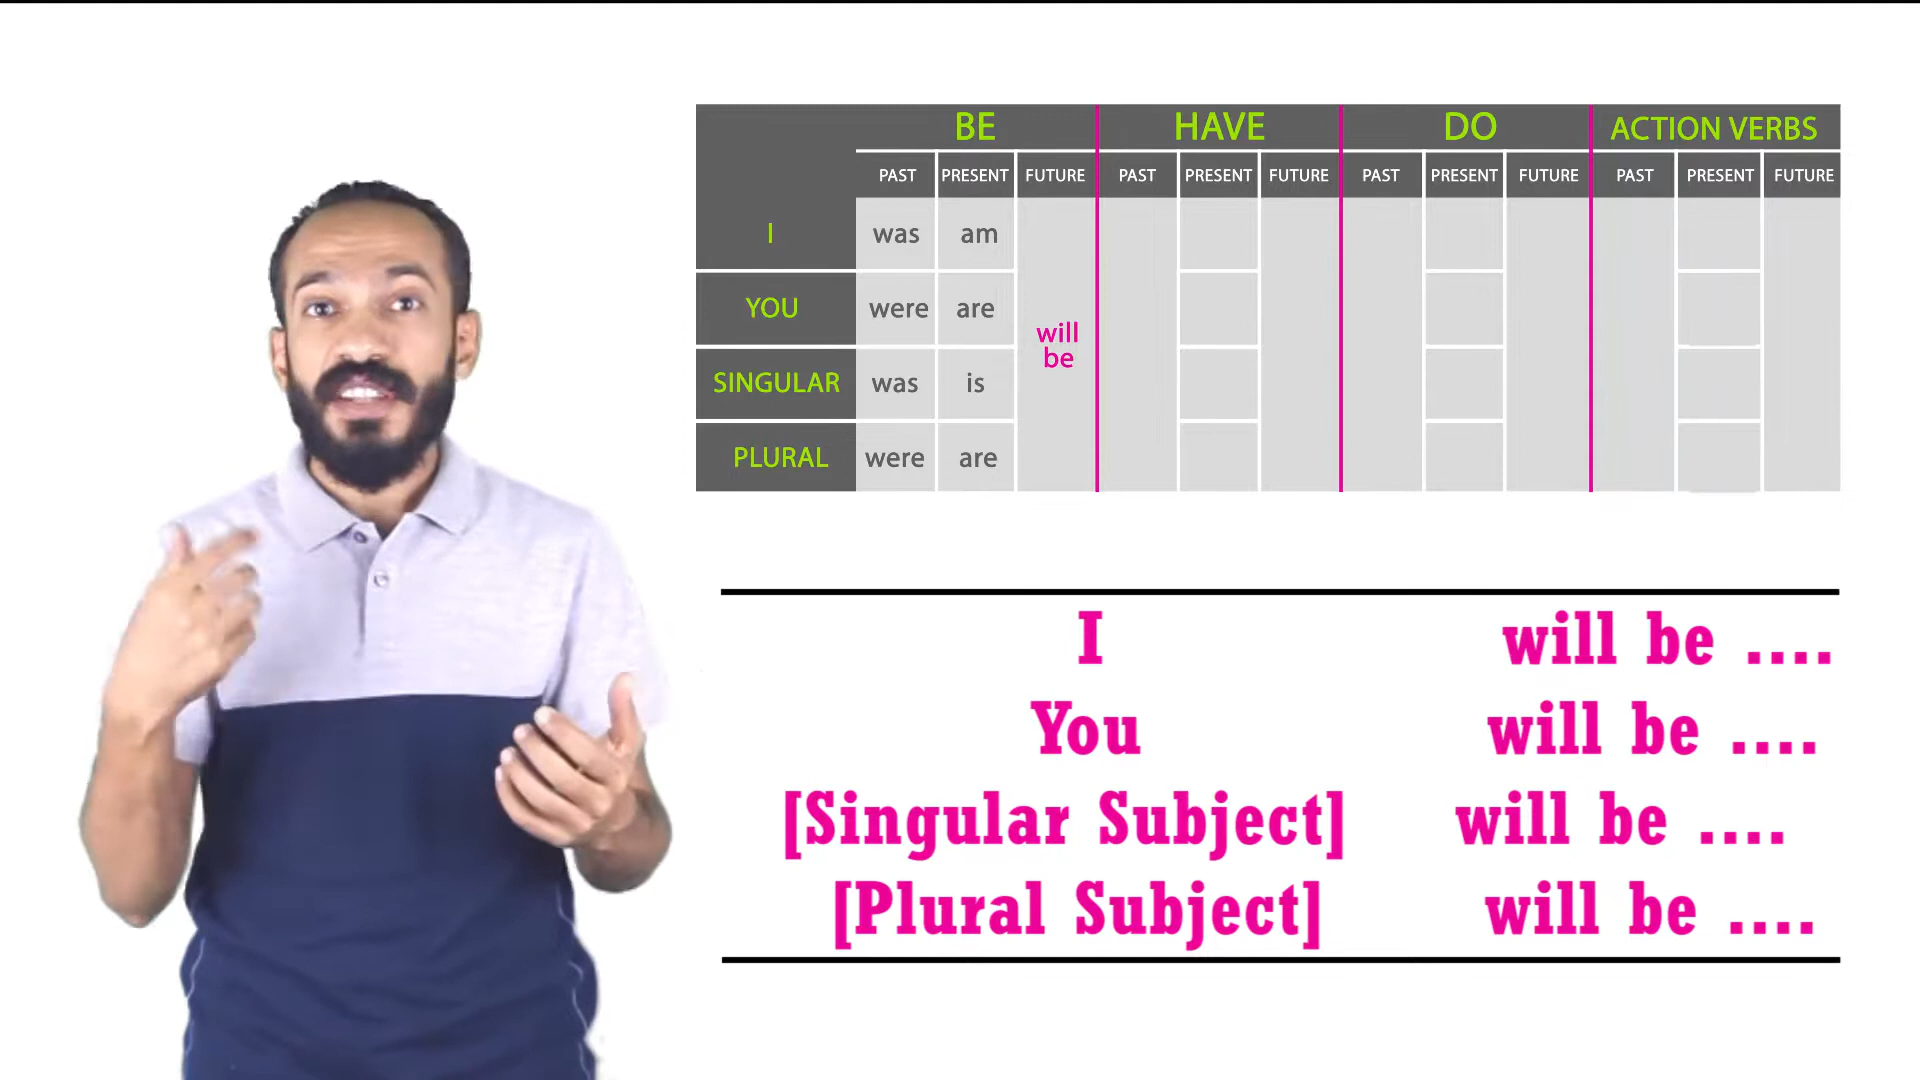 BE HAVE DO ACTION VERBS
PAST PRESENT FUTURE PAST PRESENT FUTURE PAST PRESENT FUTURE PAST PRESENT FUTURE
I was am
YOU were are
will
be
SINGULAR was is
PLURAL were are
I will be ....
You will be ....
[Singular Subject] will be ....
[Plural Subject] will be ....